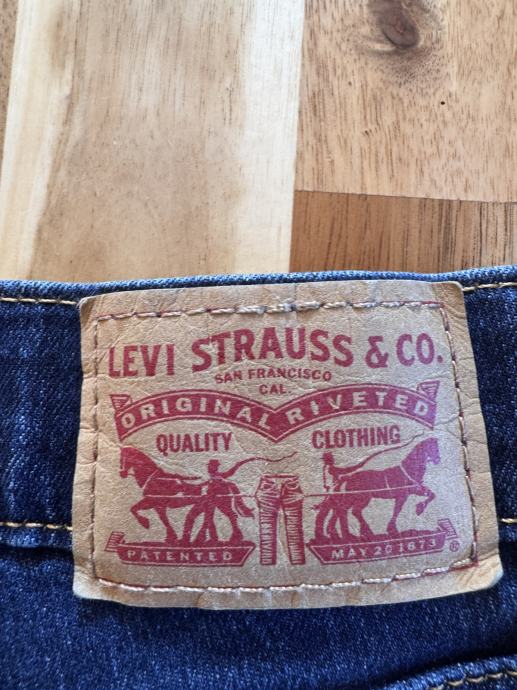 LEVI STRAUSS & CO.
SAN FRANCISCO
CAL.
ORIGINAL RIVETED
QUALITY CLOTHING
PATENTED MAY 20 1873 ®